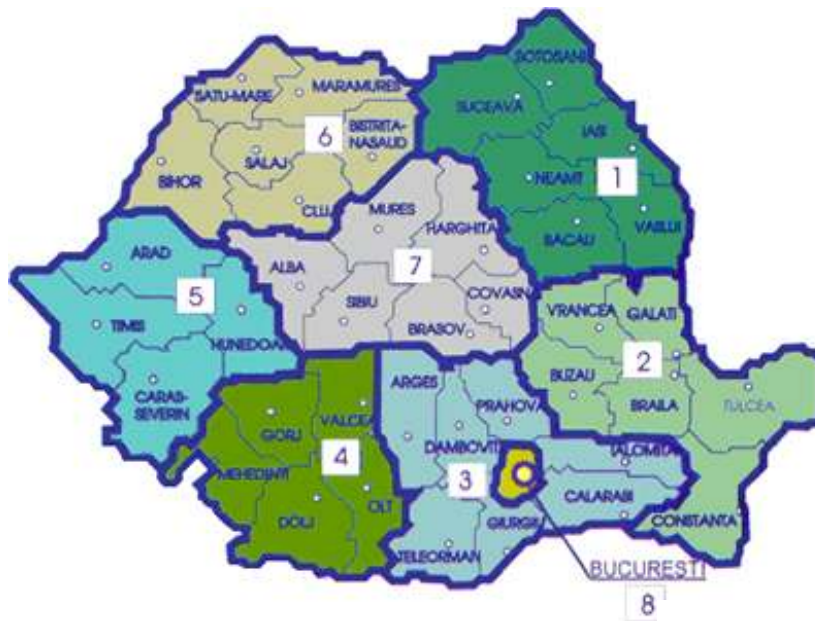 BOTOSANI
SUCEAVA
IASI
NEAMT
1
BACAU
VASLUI
SATU-MARE
MARAMURES
BISTRITA-
NASAUD
6
SALAJ
BIHOR
CLUJ
MURES
HARGHITA
7
ALBA
SIBIU
COVASN
BRASOV
ARAD
5
TIMIS
HUNEDOA
CARAS-
SEVERIN
VRANCEA
GALATI
2
BUZAU
BRAILA
TULCEA
CONSTANTA
ARGES
PRAHOVA
DAMBOVIT
3
IALOMITA
CALARASI
GIURGIU
TELEORMAN
VALCEA
GORJ
4
MEHEDINTI
DOLJ
OLT
BUCURESTI
8